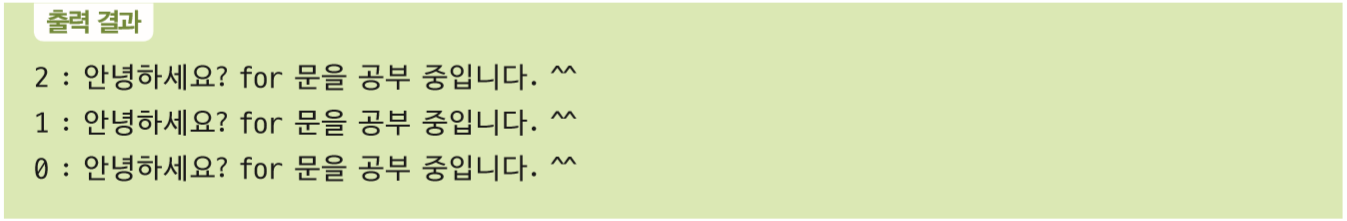 출력 결과
2 : 안녕하세요? for 문을 공부 중입니다. ^^
1 : 안녕하세요? for 문을 공부 중입니다. ^^
0 : 안녕하세요? for 문을 공부 중입니다. ^^